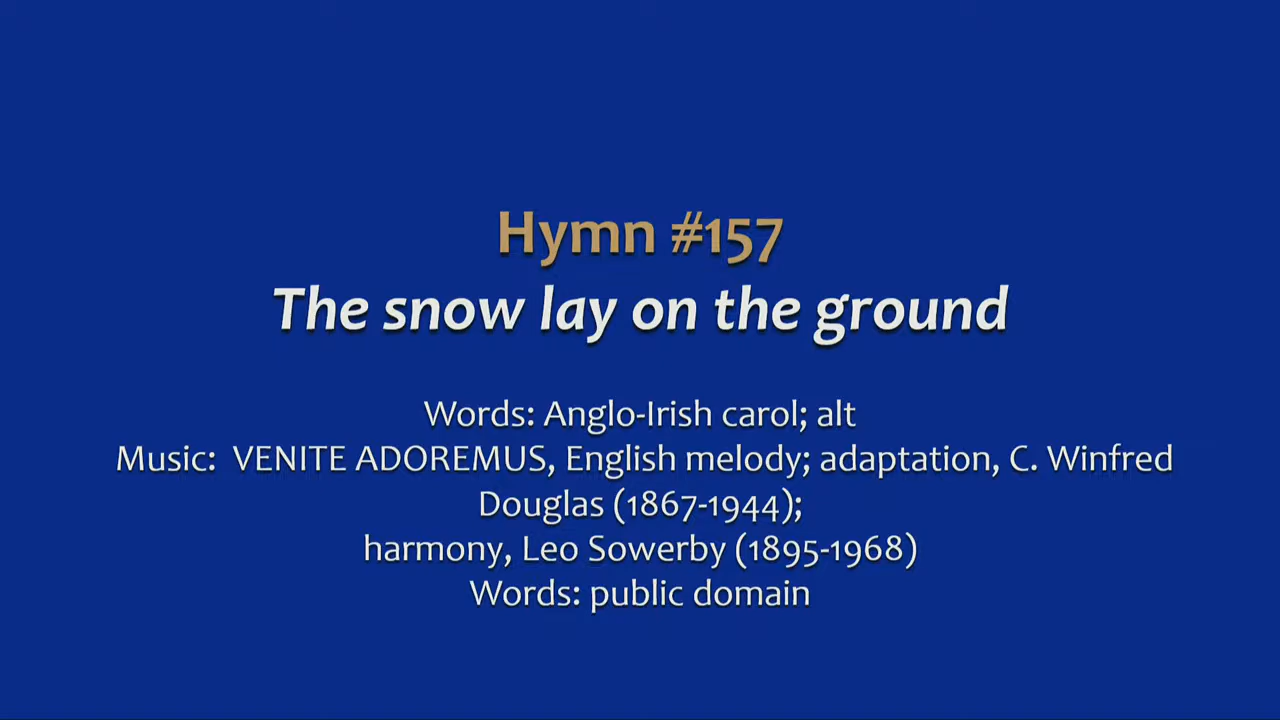 Hymn #157
The snow lay on the ground
Words: Anglo-Irish carol; alt
Music:  VENITE ADOREMUS, English melody; adaptation, C. Winfred
Douglas (1867-1944);
harmony, Leo Sowerby (1895-1968)
Words: public domain